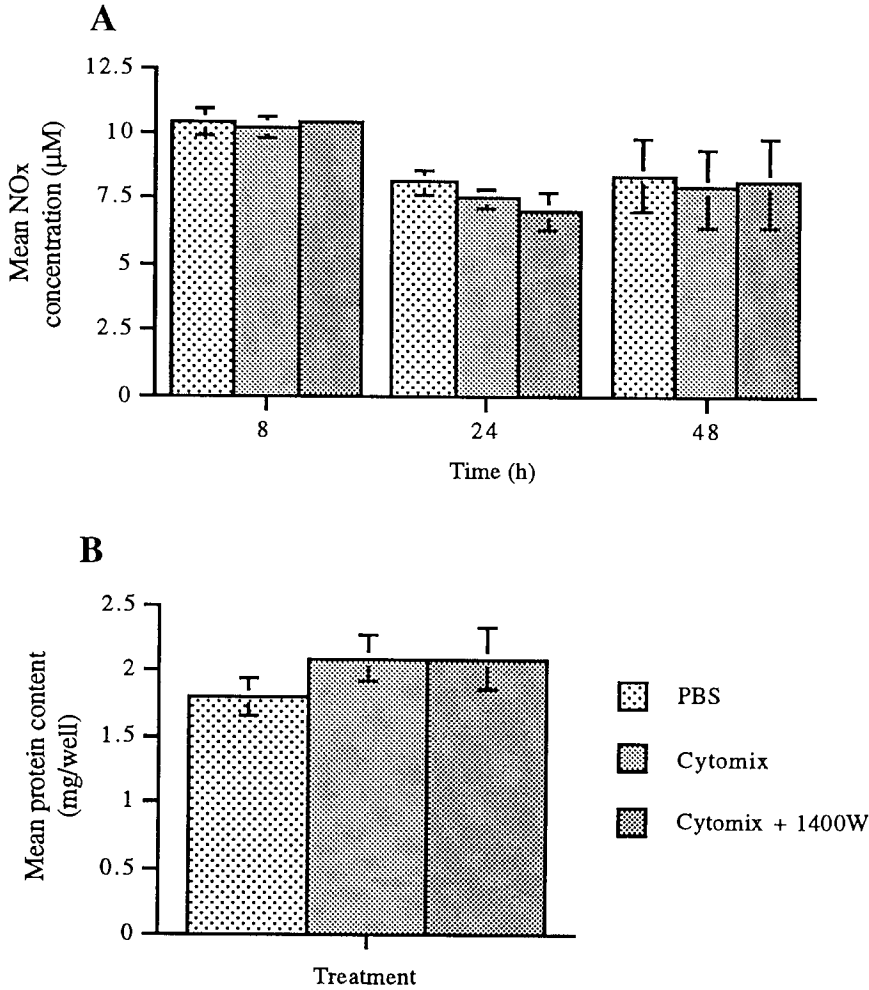 A
12.5
10
7.5
5
2.5
0
Mean NOx
concentration (μM)
8 24 48
Time (h)
B
2.5
2
1.5
1
0.5
0
Mean protein content
(mg/well)
Treatment
PBS
Cytomix
Cytomix + 1400W